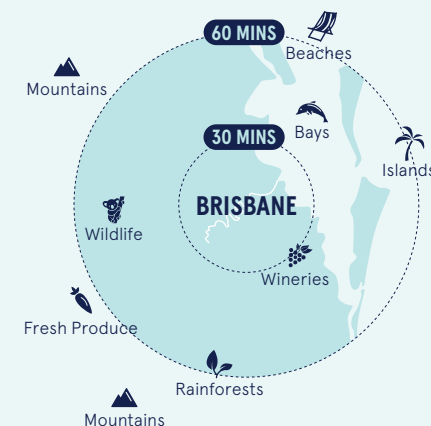 60 MINS
Beaches
Mountains
30 MINS
Bays
Islands
BRISBANE
Wildlife
Wineries
Fresh Produce
Rainforests
Mountains